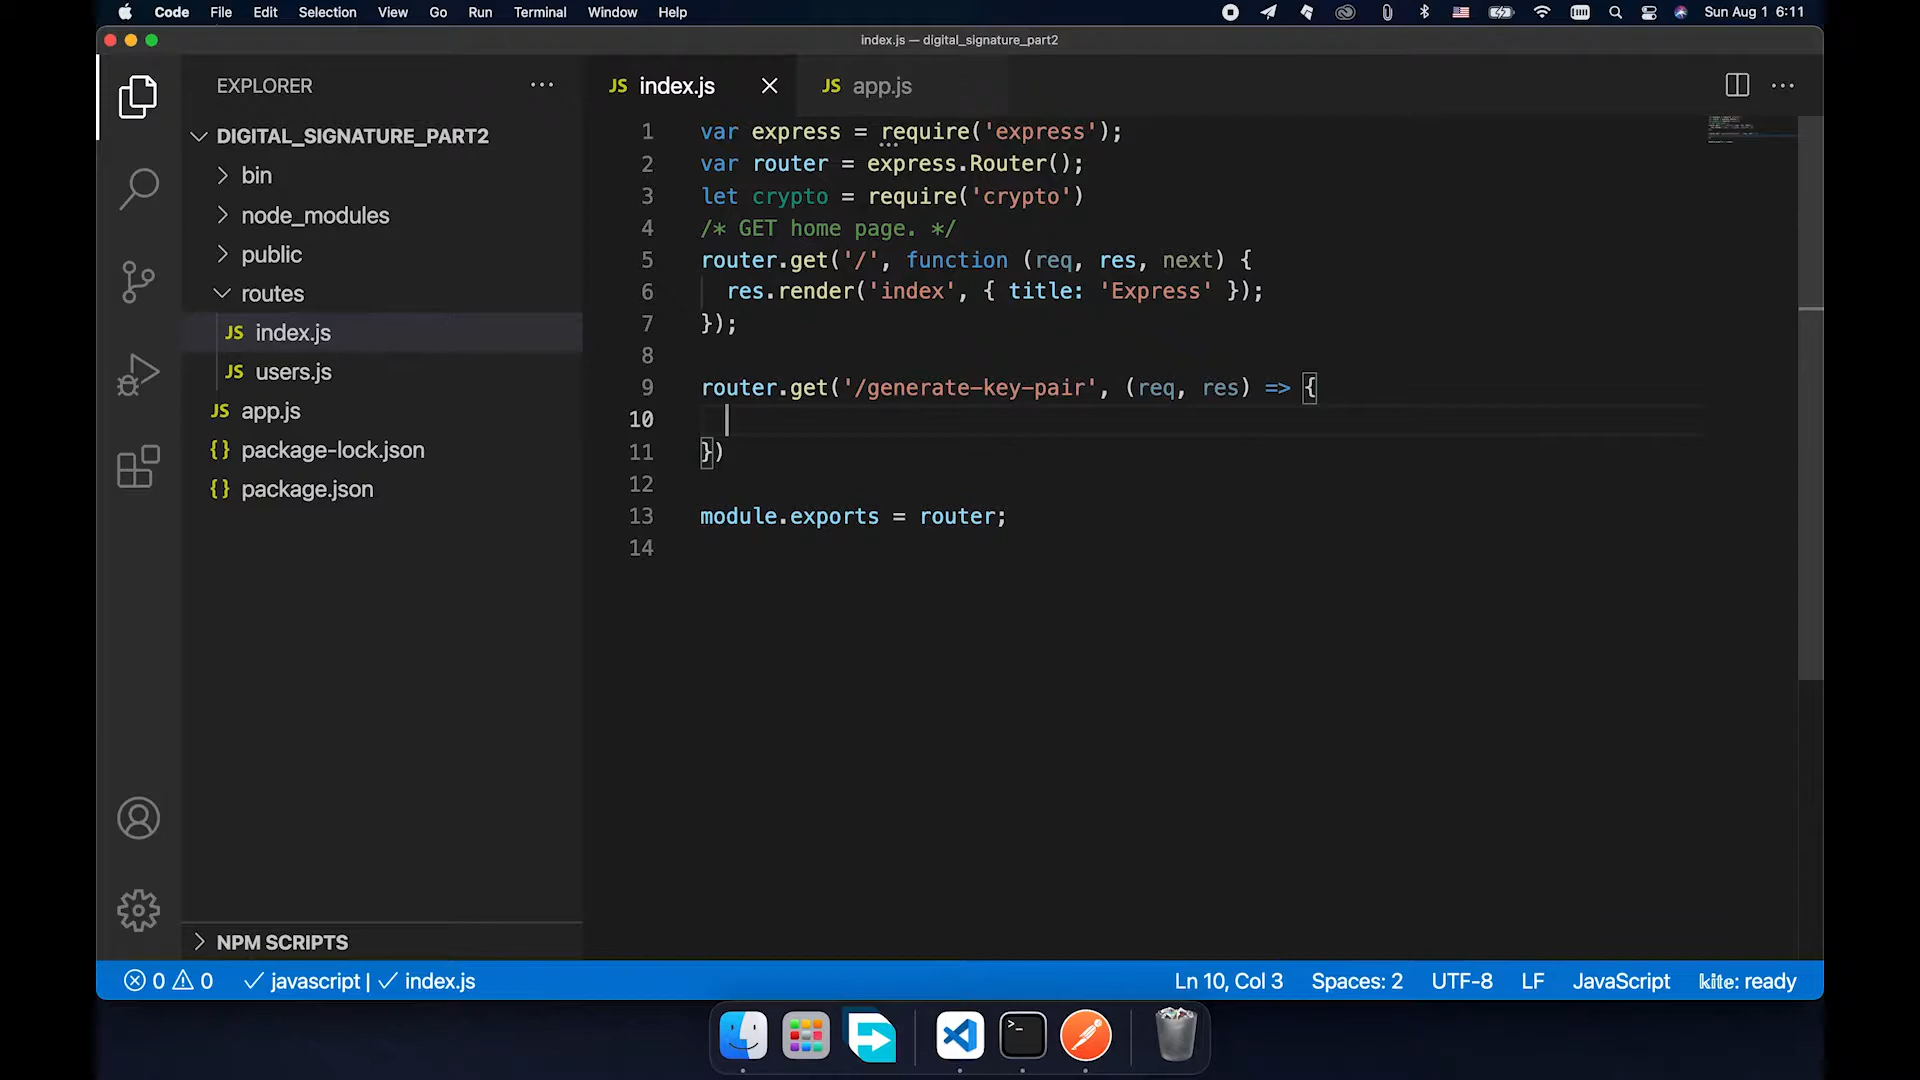 Code File Edit Selection View Go Run Terminal Window Help Sun Aug 1 6:11
index.js — digital_signature_part2
EXPLORER
DIGITAL_SIGNATURE_PART2
bin
node_modules
public
routes
JS index.js
JS users.js
JS app.js
{} package-lock.json
{} package.json
NPM SCRIPTS
JS index.js
JS app.js
1 var express = require('express');
2 var router = express.Router();
3 let crypto = require('crypto')
4 /* GET home page. */
5 router.get('/', function (req, res, next) {
6 res.render('index', { title: 'Express' });
7 });
8
9 router.get('/generate-key-pair', (req, res) => {
10
11 })
12
13 module.exports = router;
14
0 0 javascript | index.js Ln 10, Col 3 Spaces: 2 UTF-8 LF JavaScript kite: ready